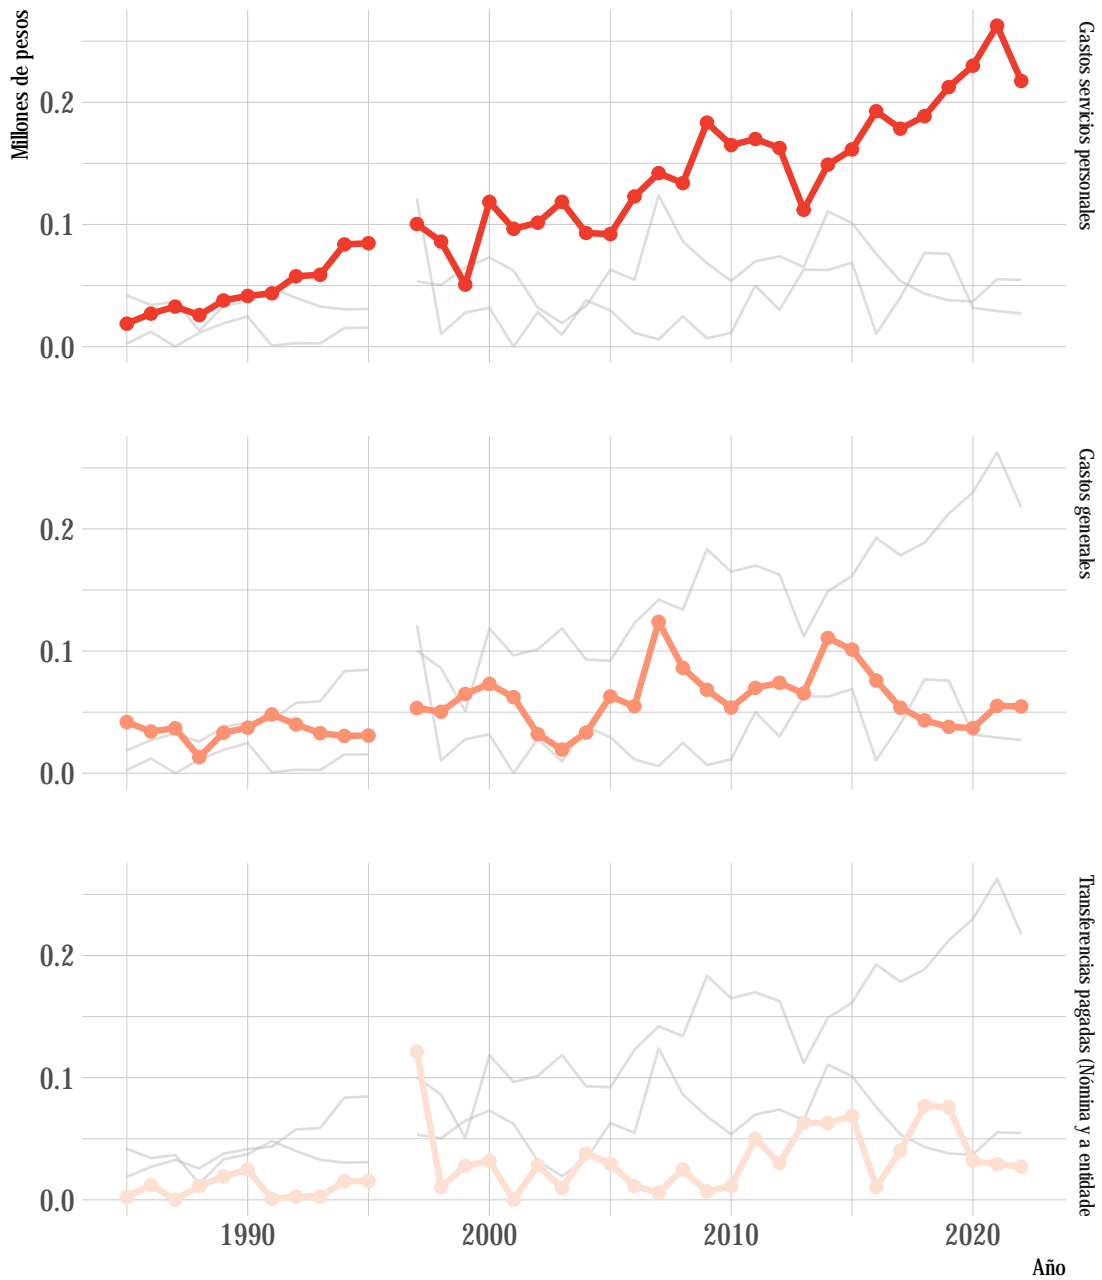 Millones de pesos
0.2
0.1
0.0
Gastos servicios personales
0.2
0.1
0.0
Gastos generales
0.2
0.1
0.0
Transferencias pagadas (Nómina y a entidade
1990
2000
2010
2020
Año